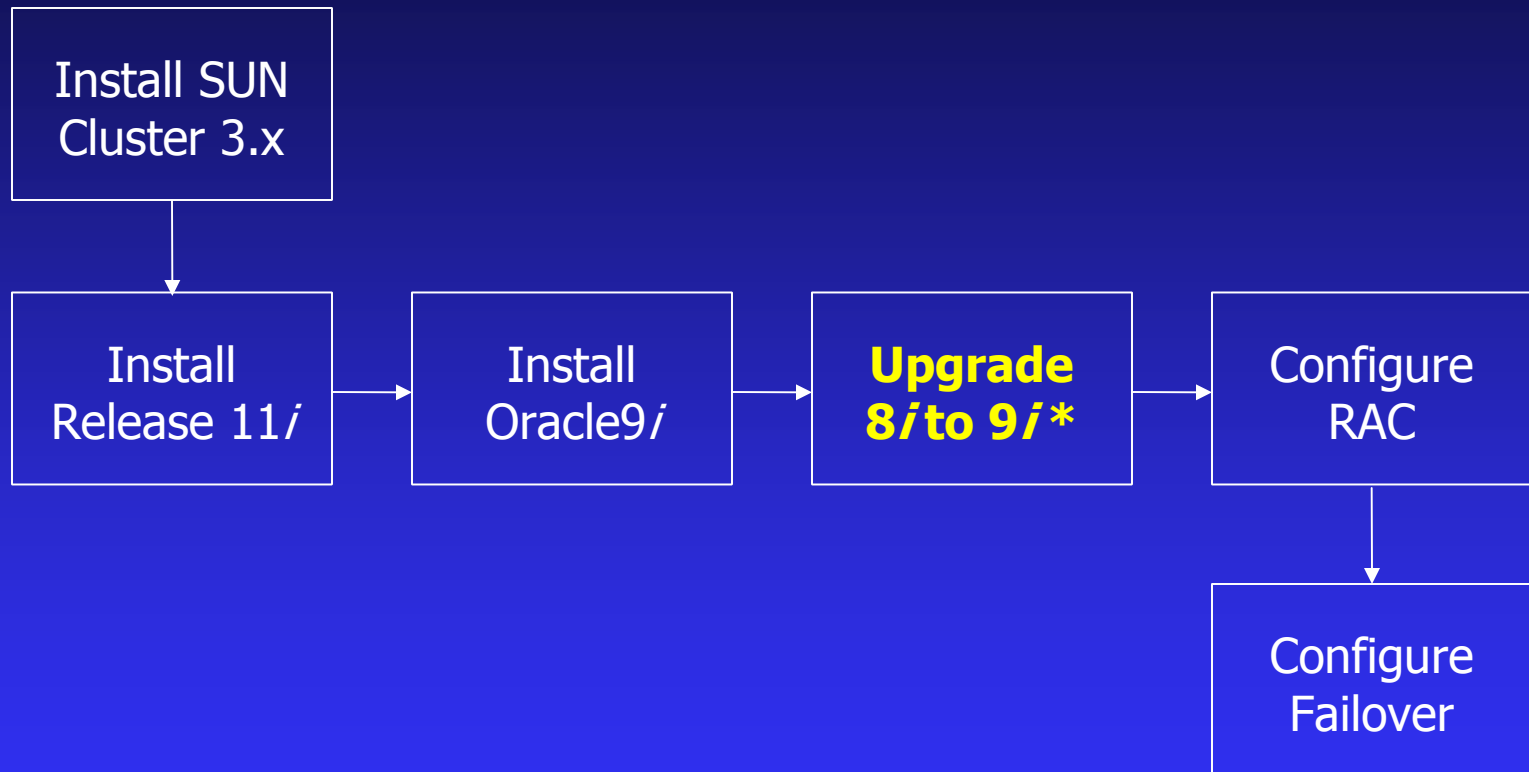 Install SUN
Cluster 3.x
Install
Release 11i
Install
Oracle9i
Upgrade
8i to 9i *
Configure
RAC
Configure
Failover